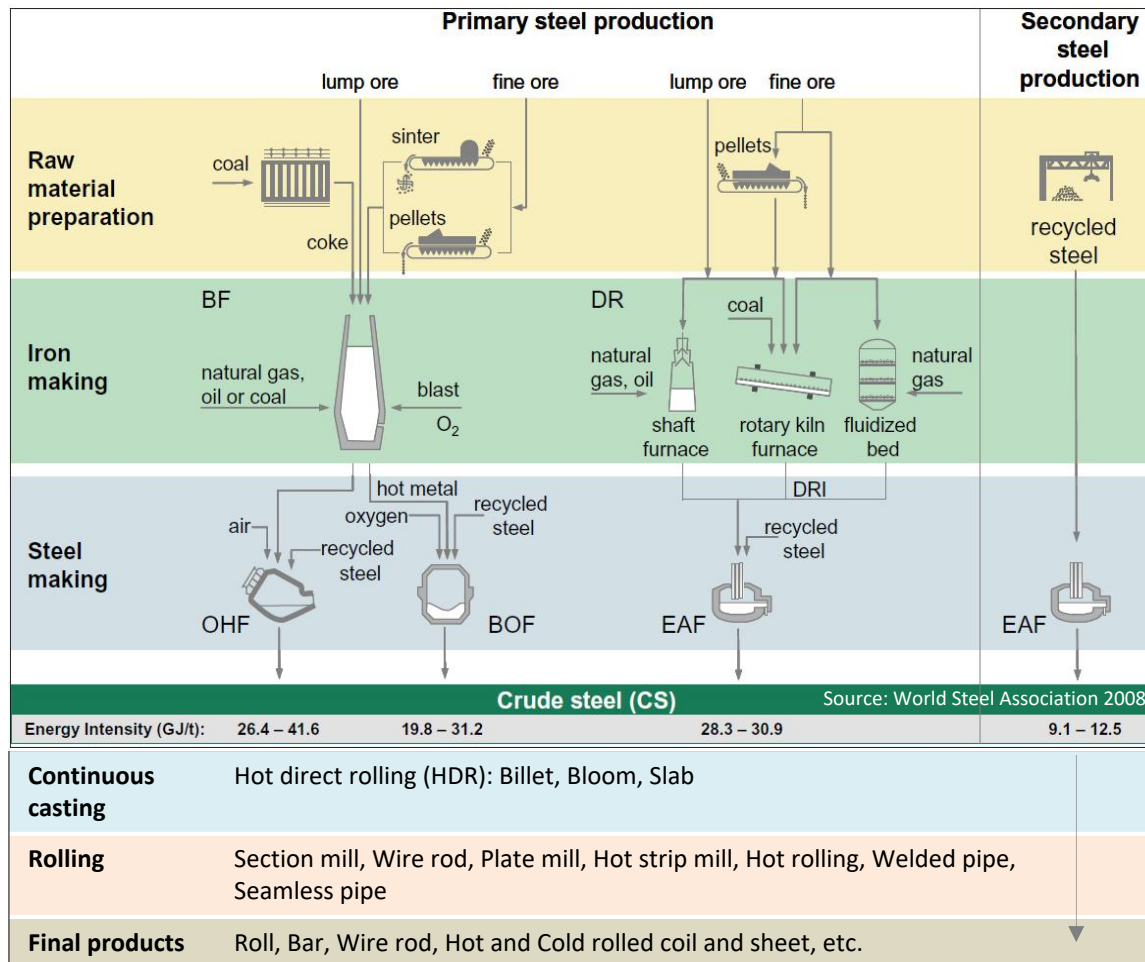 Primary steel production
Secondary
steel
production
lump ore
fine ore
lump ore
fine ore
Raw
material
preparation
coal
sinter
pellets
coke
pellets
recycled
steel
Iron
making
BF
natural gas,
oil or coal
blast
O₂
DR
coal
natural
gas, oil
natural
gas
shaft
furnace
rotary kiln
furnace
fluidized
bed
Steel
making
hot metal
oxygen
recycled
steel
air
recycled
steel
DRI
recycled
steel
OHF
BOF
EAF
EAF
Crude steel (CS)
Source: World Steel Association 2008
Energy Intensity (GJ/t): 26.4 – 41.6 19.8 – 31.2 28.3 – 30.9 9.1 – 12.5
Continuous
casting
Hot direct rolling (HDR): Billet, Bloom, Slab
Rolling
Section mill, Wire rod, Plate mill, Hot strip mill, Hot rolling, Welded pipe,
Seamless pipe
Final products
Roll, Bar, Wire rod, Hot and Cold rolled coil and sheet, etc.